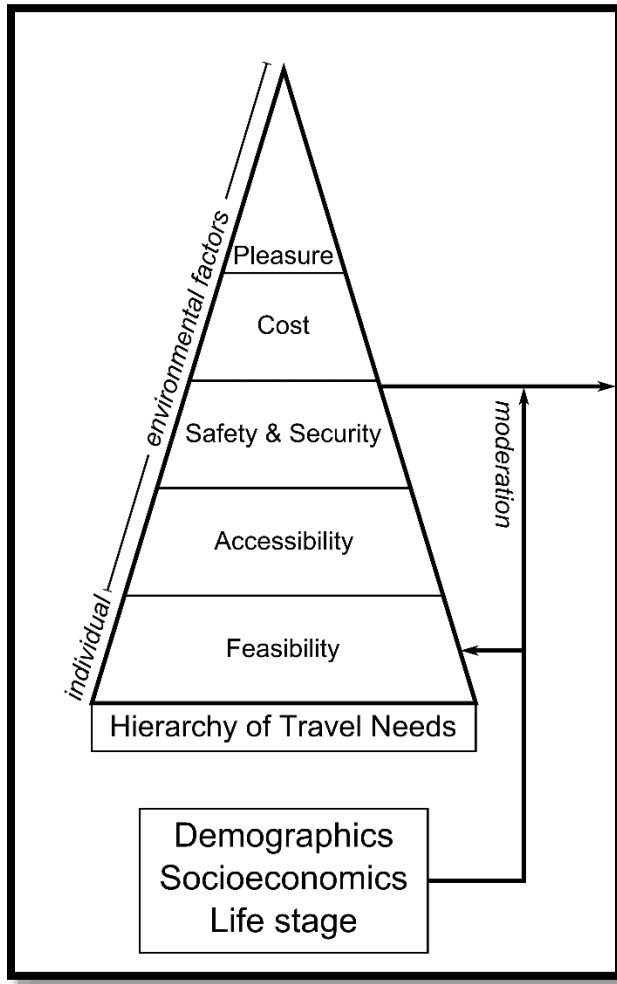 Pleasure
Cost
Safety & Security
Accessibility
Feasibility
individual
environmental factors
moderation
Hierarchy of Travel Needs
Demographics
Socioeconomics
Life stage